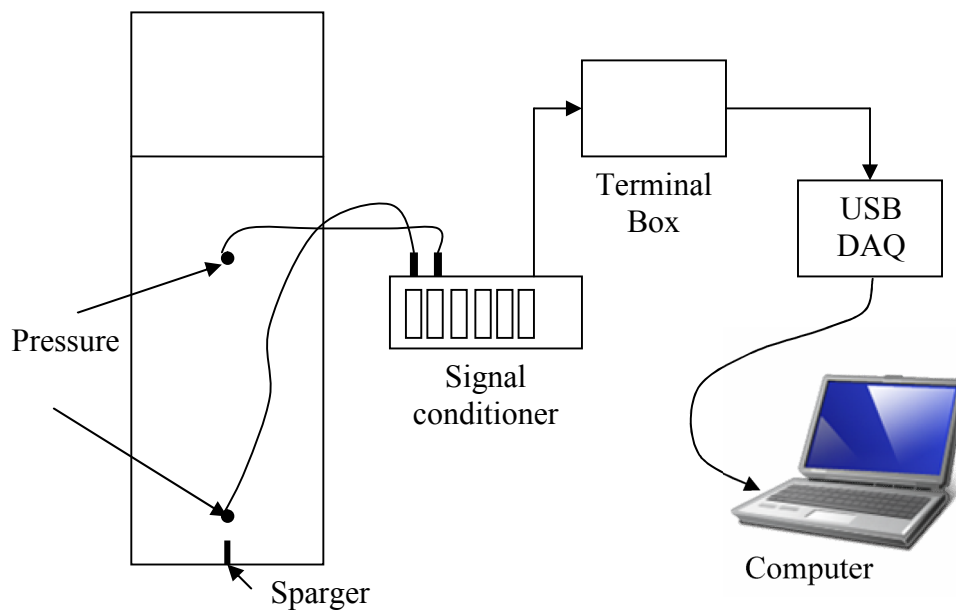 Terminal
Box
USB
DAQ
Pressure
Signal
conditioner
Computer
Sparger